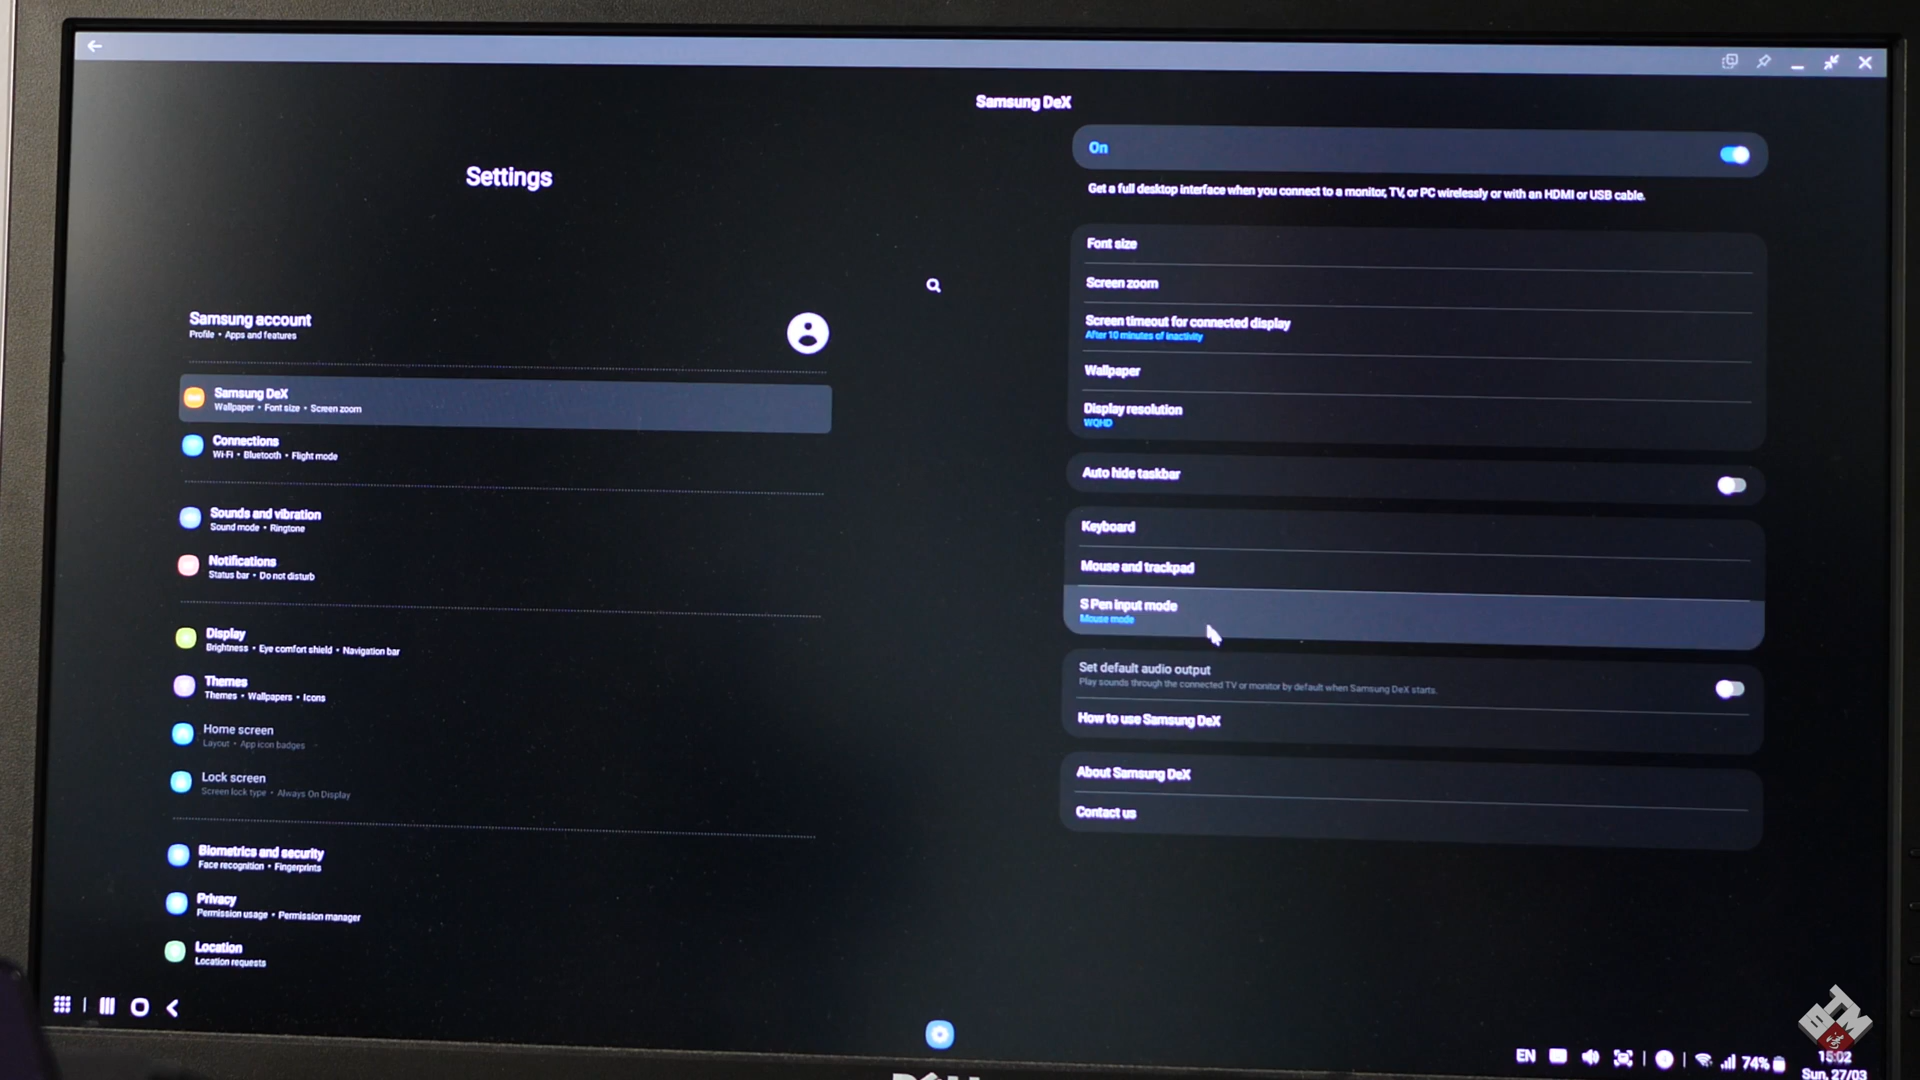 Samsung DeX
Settings
Samsung account
Profile • Apps and features
Samsung DeX
Wallpaper • Font size • Screen zoom
Connections
Wi-Fi • Bluetooth • Flight mode
Sounds and vibration
Sound mode • Ringtone
Notifications
Status bar • Do not disturb
Display
Brightness • Eye comfort shield • Navigation bar
Themes
Themes • Wallpapers • Icons
Home screen
Layout • App icon badges
Lock screen
Screen lock type • Always On Display
Biometrics and security
Face recognition • Fingerprints
Privacy
Permission usage • Permission manager
Location
Location requests
On
Get a full desktop interface when you connect to a monitor, TV, or PC wirelessly or with an HDMI or USB cable.
Font size
Screen zoom
Screen timeout for connected display
After 10 minutes of inactivity
Wallpaper
Display resolution
WQHD
Auto hide taskbar
Keyboard
Mouse and trackpad
S Pen input mode
Mouse mode
Set default audio output
Play sounds through the connected TV or monitor by default when Samsung DeX starts.
How to use Samsung DeX
About Samsung DeX
Contact us
EN
74%
15:02
Sun, 27/03
BTM